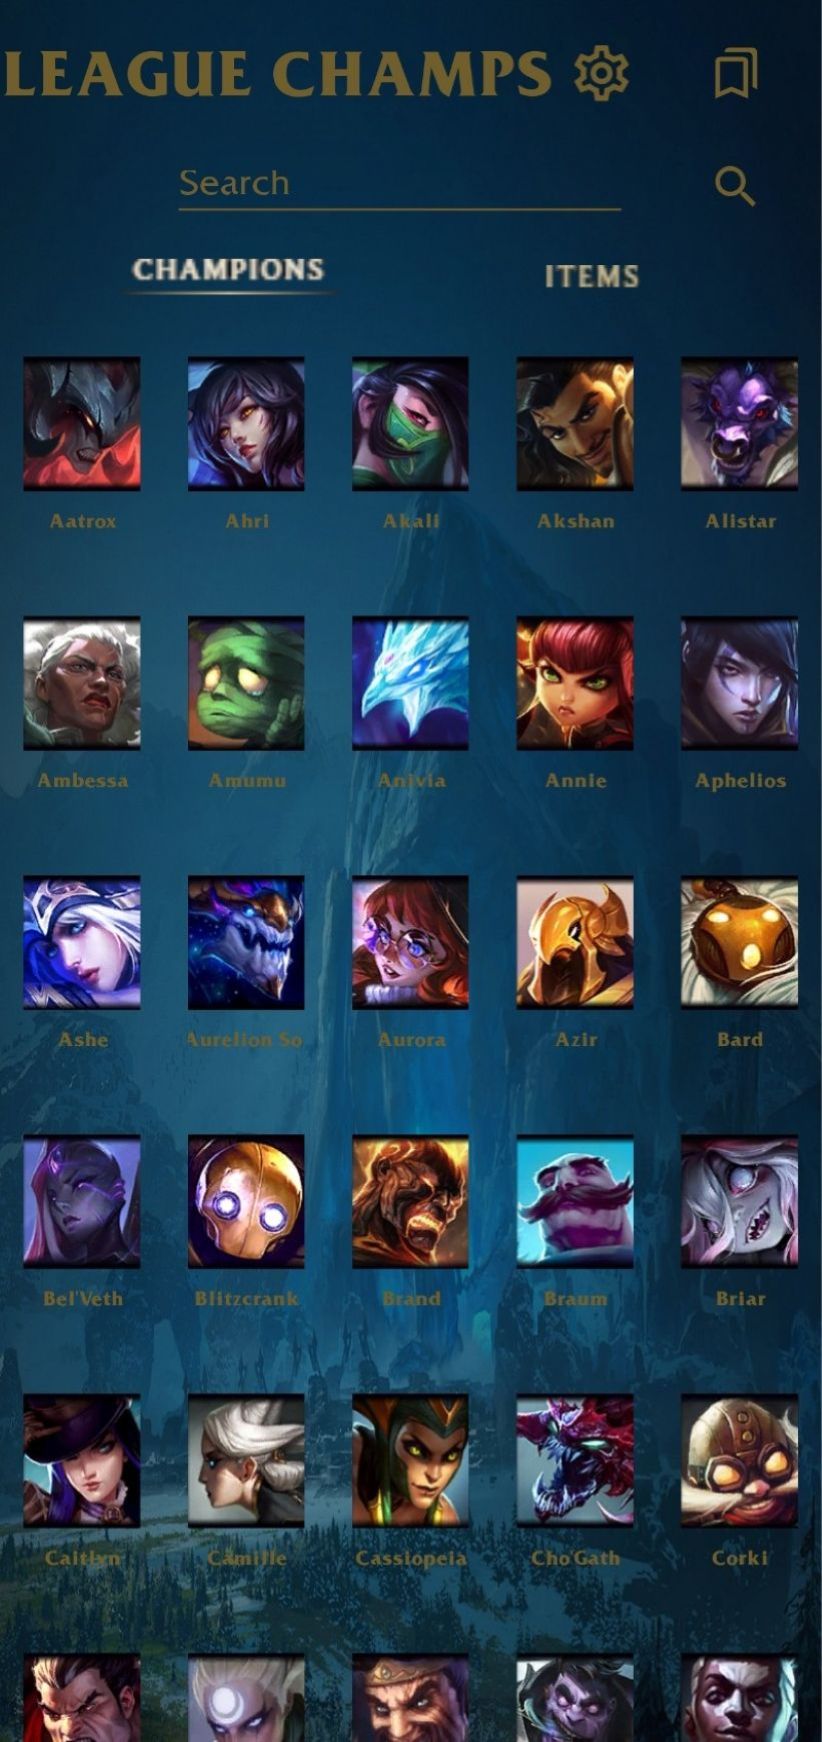 LEAGUE CHAMPS
Search
CHAMPIONS ITEMS
Aatrox Ahri Akali Akshan Alistar
Ambessa Amumu Anivia Annie Aphelios
Ashe Aurelion So Aurora Azir Bard
Bel'Veth Blitzcrank Brand Braum Briar
Caitlyn Camille Cassiopeia Cho'Gath Corki